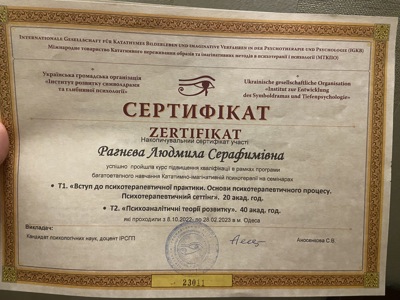 INTERNATIONALE GESELLSCHAFT FÜR KATATHYMES BILDERLEBEN UND IMAGINATIVE VERFAHREN IN DER PSYCHOTHERAPIE UND PSYCHOLOGIE (IGKB)
Міжнародне товариство Кататимного переживання образів та імагінативних методів в психотерапії і психології (МТКПО)
Українська громадська організація
«Інститут розвитку символдрами
та глибинної психології»
Ukrainische gesellschaftliche Organisation
«Institut zur Entwicklung
des Symboldramas und Tiefenpsychologie»
СЕРТИФІКАТ
ZERTIFIKAT
Накопичувальний сертифікат участі
Рагнєва Людмила Серафимівна
успішно пройшла курс підвищення кваліфікації в рамках програми
багатоетапного навчання Кататимно-імагінативній психотерапії на семінарах
• Т1. «Вступ до психотерапевтичної практики. Основи психотерапевтичного процесу.
Психотерапевтичний сеттінг». 20 акад. год.
• Т2. «Психоаналітичні теорії розвитку». 40 акад. год.
які проходили з 8.10.2022 по 26.02.2023 в м. Одеса
Викладач:
Кандидат психологічних наук, доцент ІРСГП
С.В.
23011